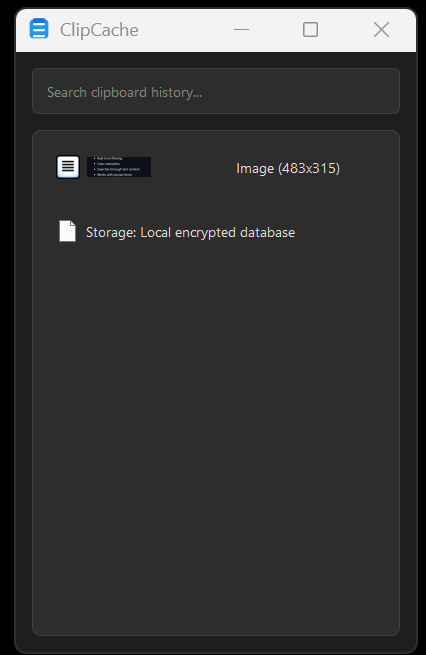 ClipCache
Search clipboard history...
Real-time filtering
Case-insensitive
Searches through text content
Works with pinned items
Image (483x315)
Storage: Local encrypted database